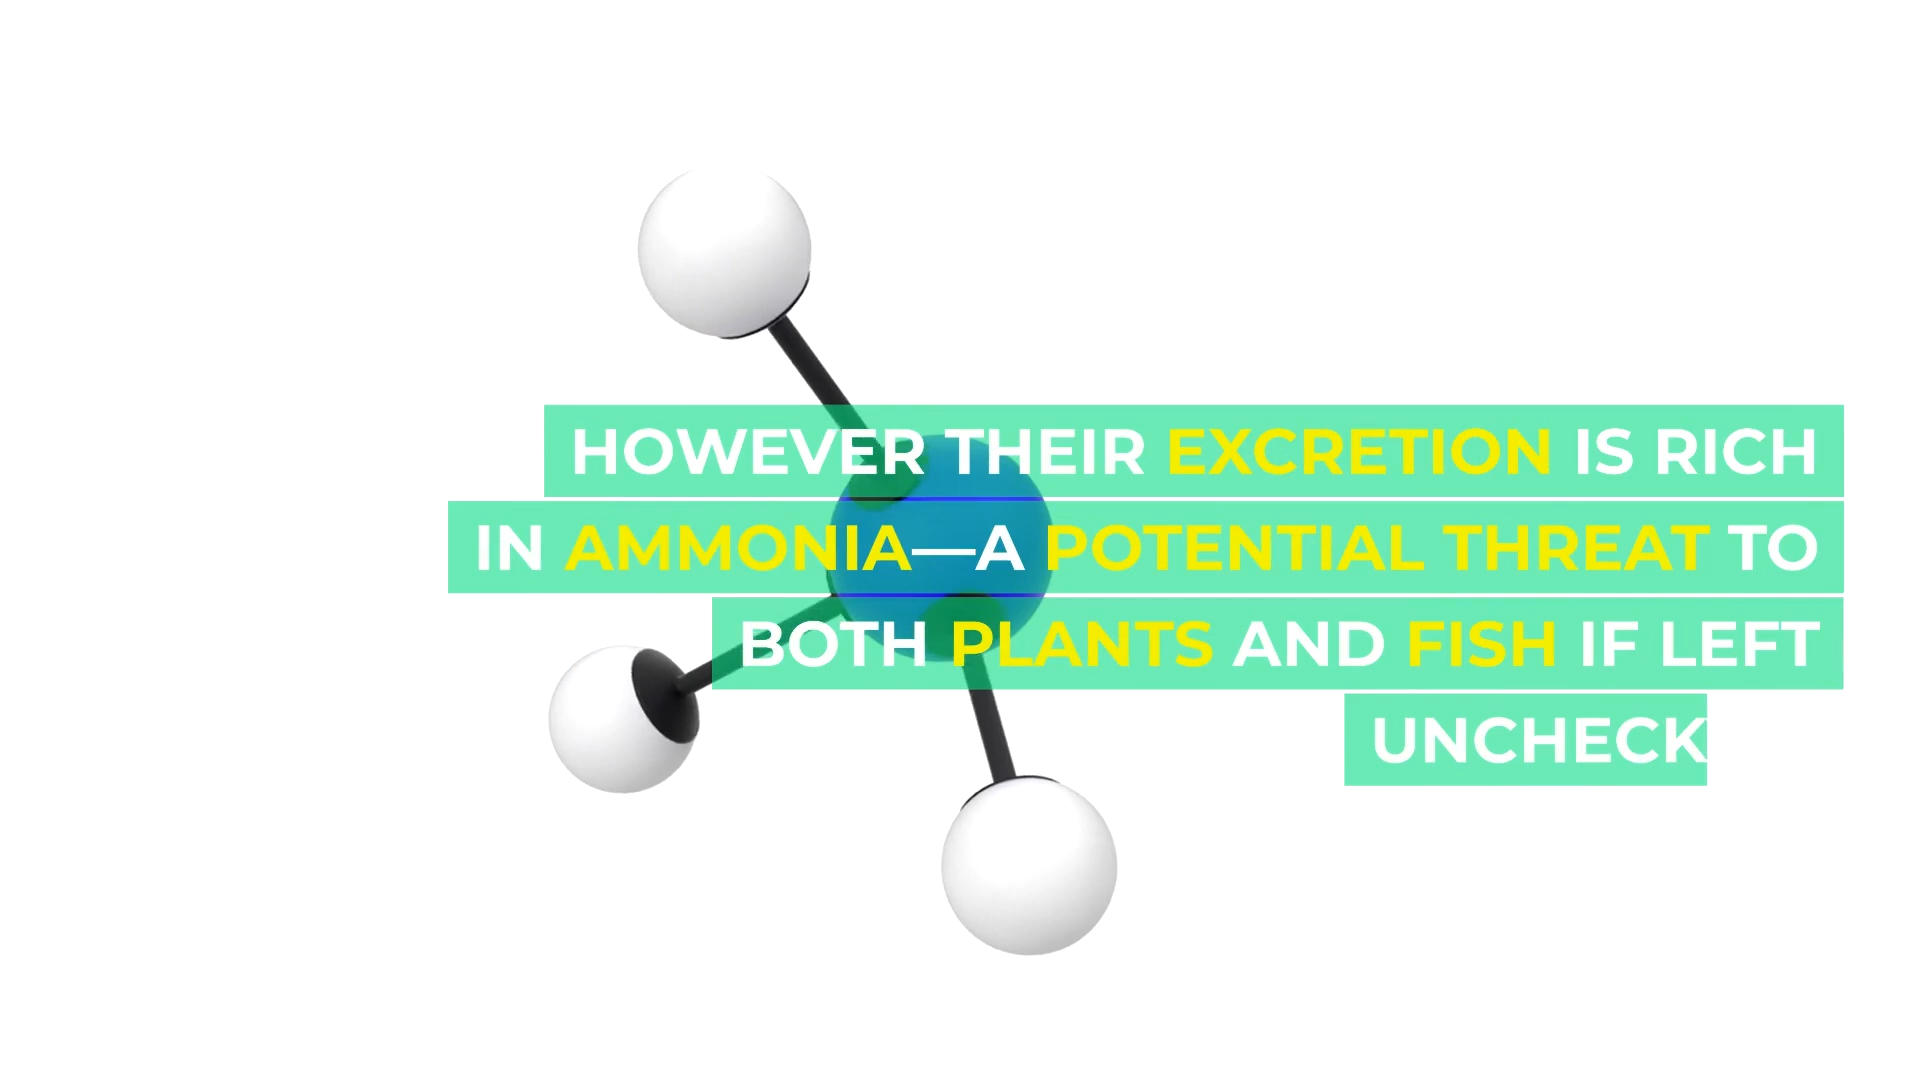 HOWEVER THEIR EXCRETION IS RICH
IN AMMONIA—A POTENTIAL THREAT TO
BOTH PLANTS AND FISH IF LEFT
UNCHECK